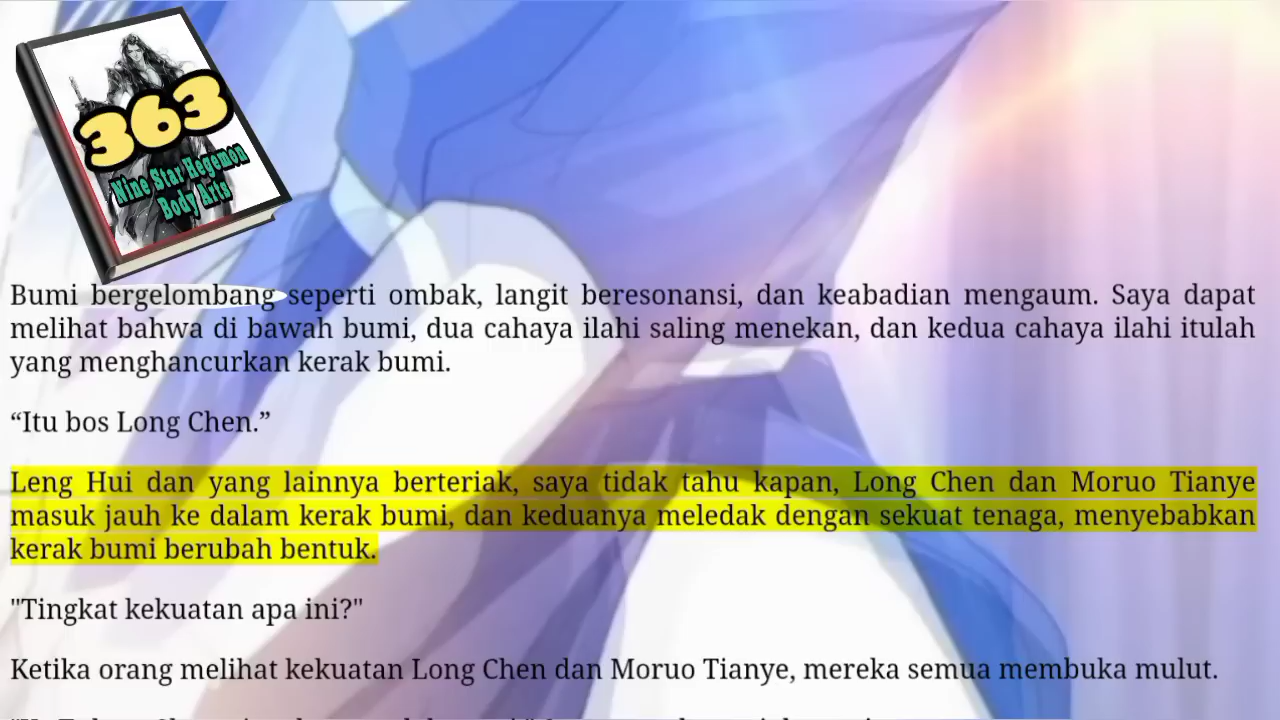 363
Nine Star Hegemon
Body Arts
Bumi bergelombang seperti ombak, langit beresonansi, dan keabadian mengaum. Saya dapat
melihat bahwa di bawah bumi, dua cahaya ilahi saling menekan, dan kedua cahaya ilahi itulah
yang menghancurkan kerak bumi.
“Itu bos Long Chen.”
Leng Hui dan yang lainnya berteriak, saya tidak tahu kapan, Long Chen dan Moruo Tianye
masuk jauh ke dalam kerak bumi, dan keduanya meledak dengan sekuat tenaga, menyebabkan
kerak bumi berubah bentuk.
"Tingkat kekuatan apa ini?"
Ketika orang melihat kekuatan Long Chen dan Moruo Tianye, mereka semua membuka mulut.